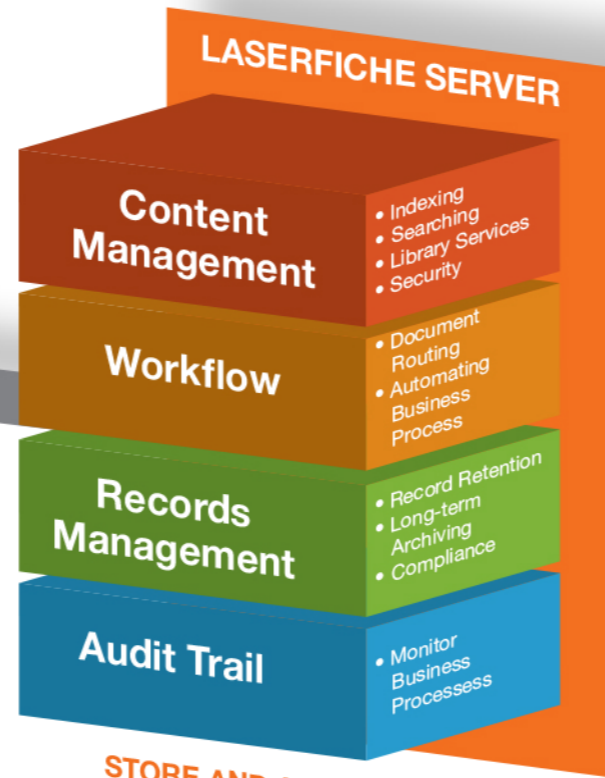 LASERFICHE SERVER
Content
Management
• Indexing
• Searching
• Library Services
• Security
Workflow
• Document
Routing
• Automating
Business
Process
Records
Management
• Record Retention
• Long-term
Archiving
• Compliance
Audit Trail
• Monitor
Business
Processess
STORE AND